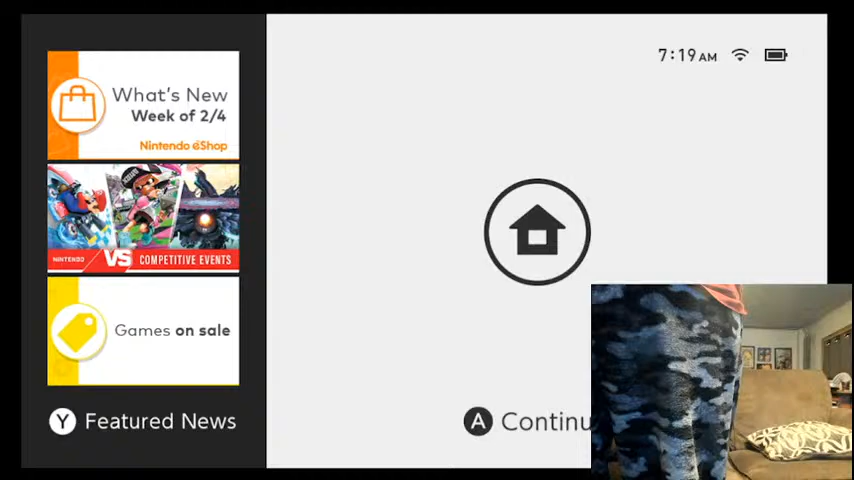 What's New
Week of 2/4
Nintendo eShop
NINTENDO VS COMPETITIVE EVENTS
Games on sale
Y Featured News
7:19 AM
A Continu